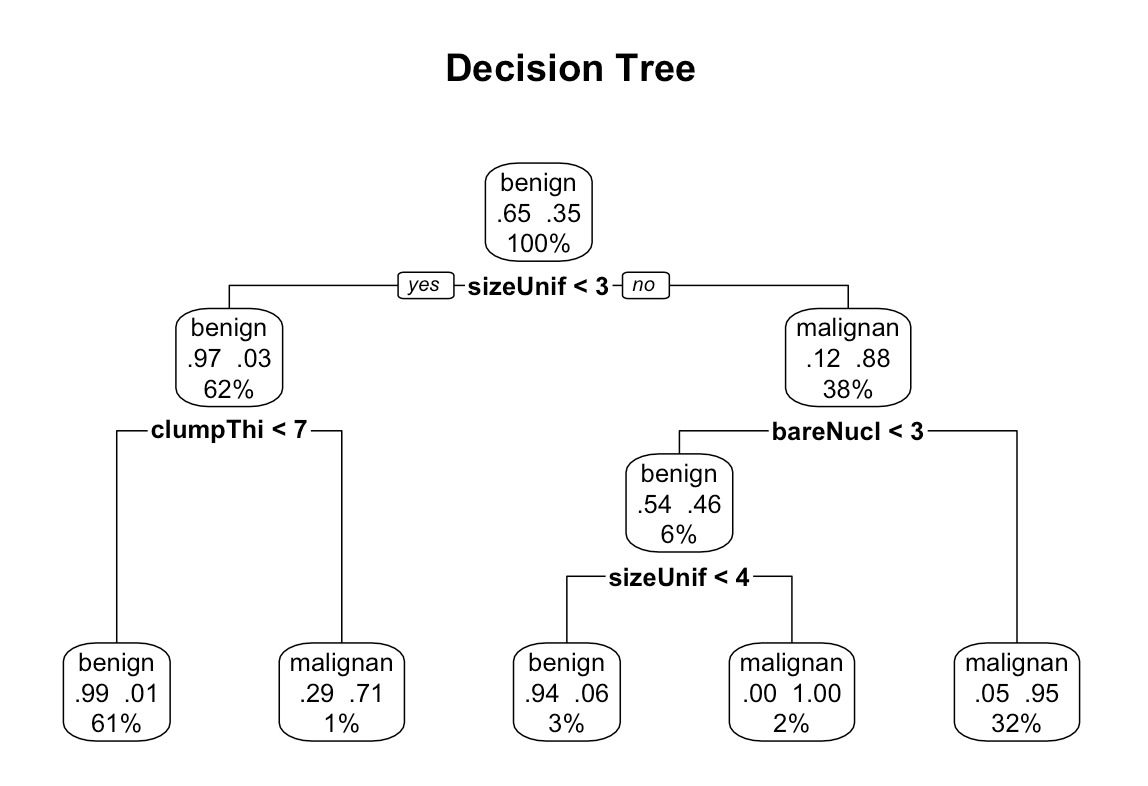 Decision Tree
benign
.65 .35
100%
yes sizeUnif < 3 no
benign
.97 .03
62%
malignan
.12 .88
38%
clumpThi < 7
bareNucl < 3
benign
.54 .46
6%
sizeUnif < 4
benign
.99 .01
61%
malignan
.29 .71
1%
benign
.94 .06
3%
malignan
.00 1.00
2%
malignan
.05 .95
32%